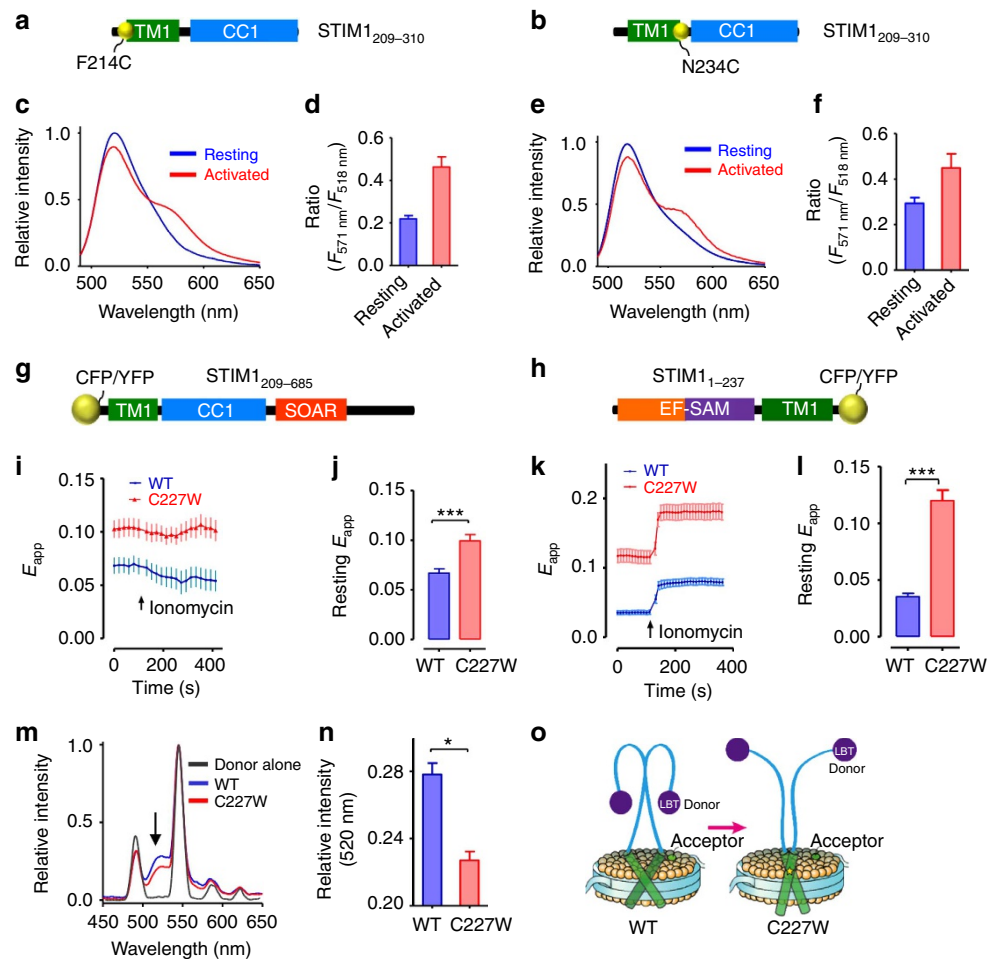 a
TM1 CC1 STIM1209–310
F214C
b
TM1 CC1 STIM1209–310
N234C
c
Relative intensity
1.0
0.5
0.0
Resting
Activated
500 550 600 650
Wavelength (nm)
d
Ratio
(F571 nm/F518 nm)
0.6
0.4
0.2
0.0
Resting
Activated
e
Relative intensity
1.0
0.5
0.0
Resting
Activated
500 550 600 650
Wavelength (nm)
f
Ratio
(F571 nm/F518 nm)
0.6
0.4
0.2
0.0
Resting
Activated
g
CFP/YFP STIM1209–685
TM1 CC1 SOAR
h
STIM11–237 CFP/YFP
EF-SAM TM1
i
WT
C227W
Eapp
0.15
0.10
0.05
0.00
Ionomycin
0 200 400
Time (s)
j
Resting Eapp
0.15
0.10
0.05
0.00
***
WT C227W
k
WT
C227W
Eapp
0.2
0.1
0.0
Ionomycin
0 200 400
Time (s)
l
Resting Eapp
0.15
0.10
0.05
0.00
***
WT C227W
m
Relative intensity
1.0
0.5
0.0
Donor alone
WT
C227W
450 500 550 600 650
Wavelength (nm)
n
Relative intensity
(520 nm)
0.28
0.24
0.20
*
WT C227W
o
LBT Donor
Acceptor
WT
LBT
Donor
Acceptor
C227W